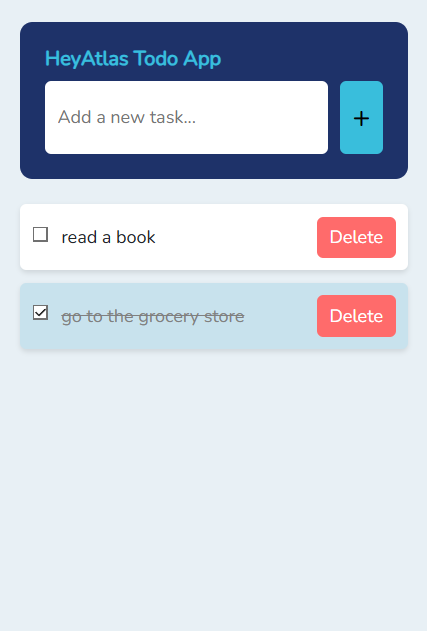 HeyAtlas Todo App
Add a new task...
+
read a book
Delete
go to the grocery store
Delete